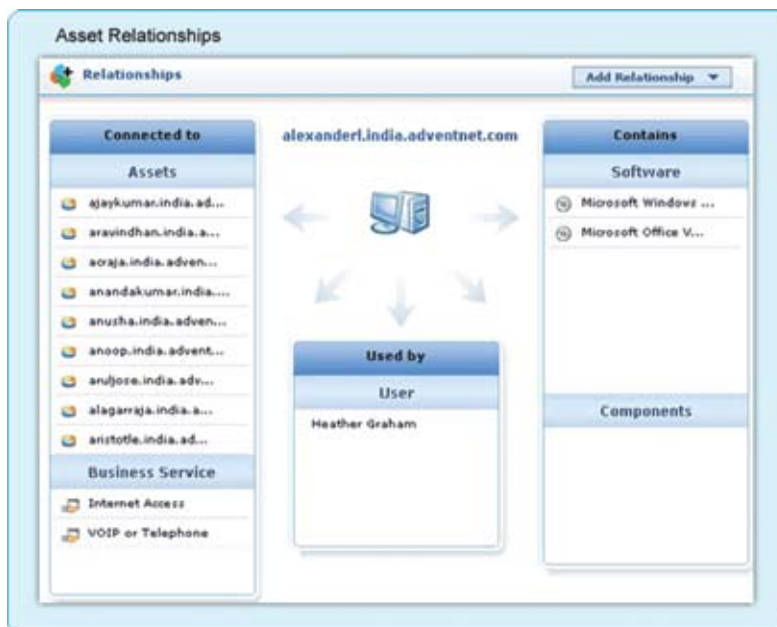 Asset Relationships
Relationships
Add Relationship
Connected to
Assets
ajaykumar.india.ad...
aravindhan.india.a...
acraja.india.adven...
anandakumar.india....
anusha.india.adven...
anoop.india.advent...
aruljose.india.adv...
alagarraja.india.a...
aristotle.india.ad...
Business Service
Internet Access
VOIP or Telephone
alexanderl.india.adventnet.com
Used by
User
Heather Graham
Contains
Software
Microsoft Windows ...
Microsoft Office V...
Components